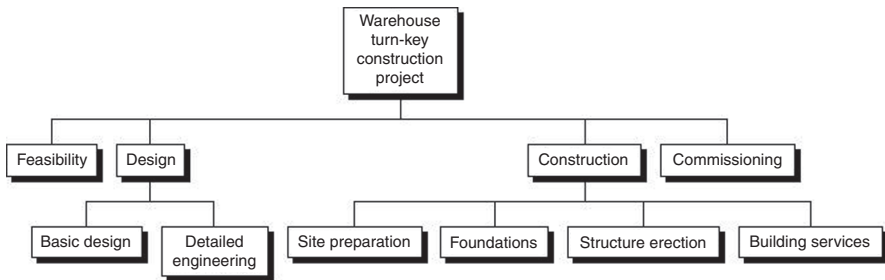 Warehouse
turn-key
construction
project
Feasibility
Design
Construction
Commissioning
Basic design
Detailed
engineering
Site preparation
Foundations
Structure erection
Building services